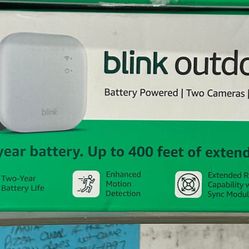 blink outdo
Battery Powered | Two Cameras |
blink
year battery. Up to 400 feet of extend
Two-Year
Battery Life
Enhanced
Motion
Detection
Extended R
Capability v
Sync Modul